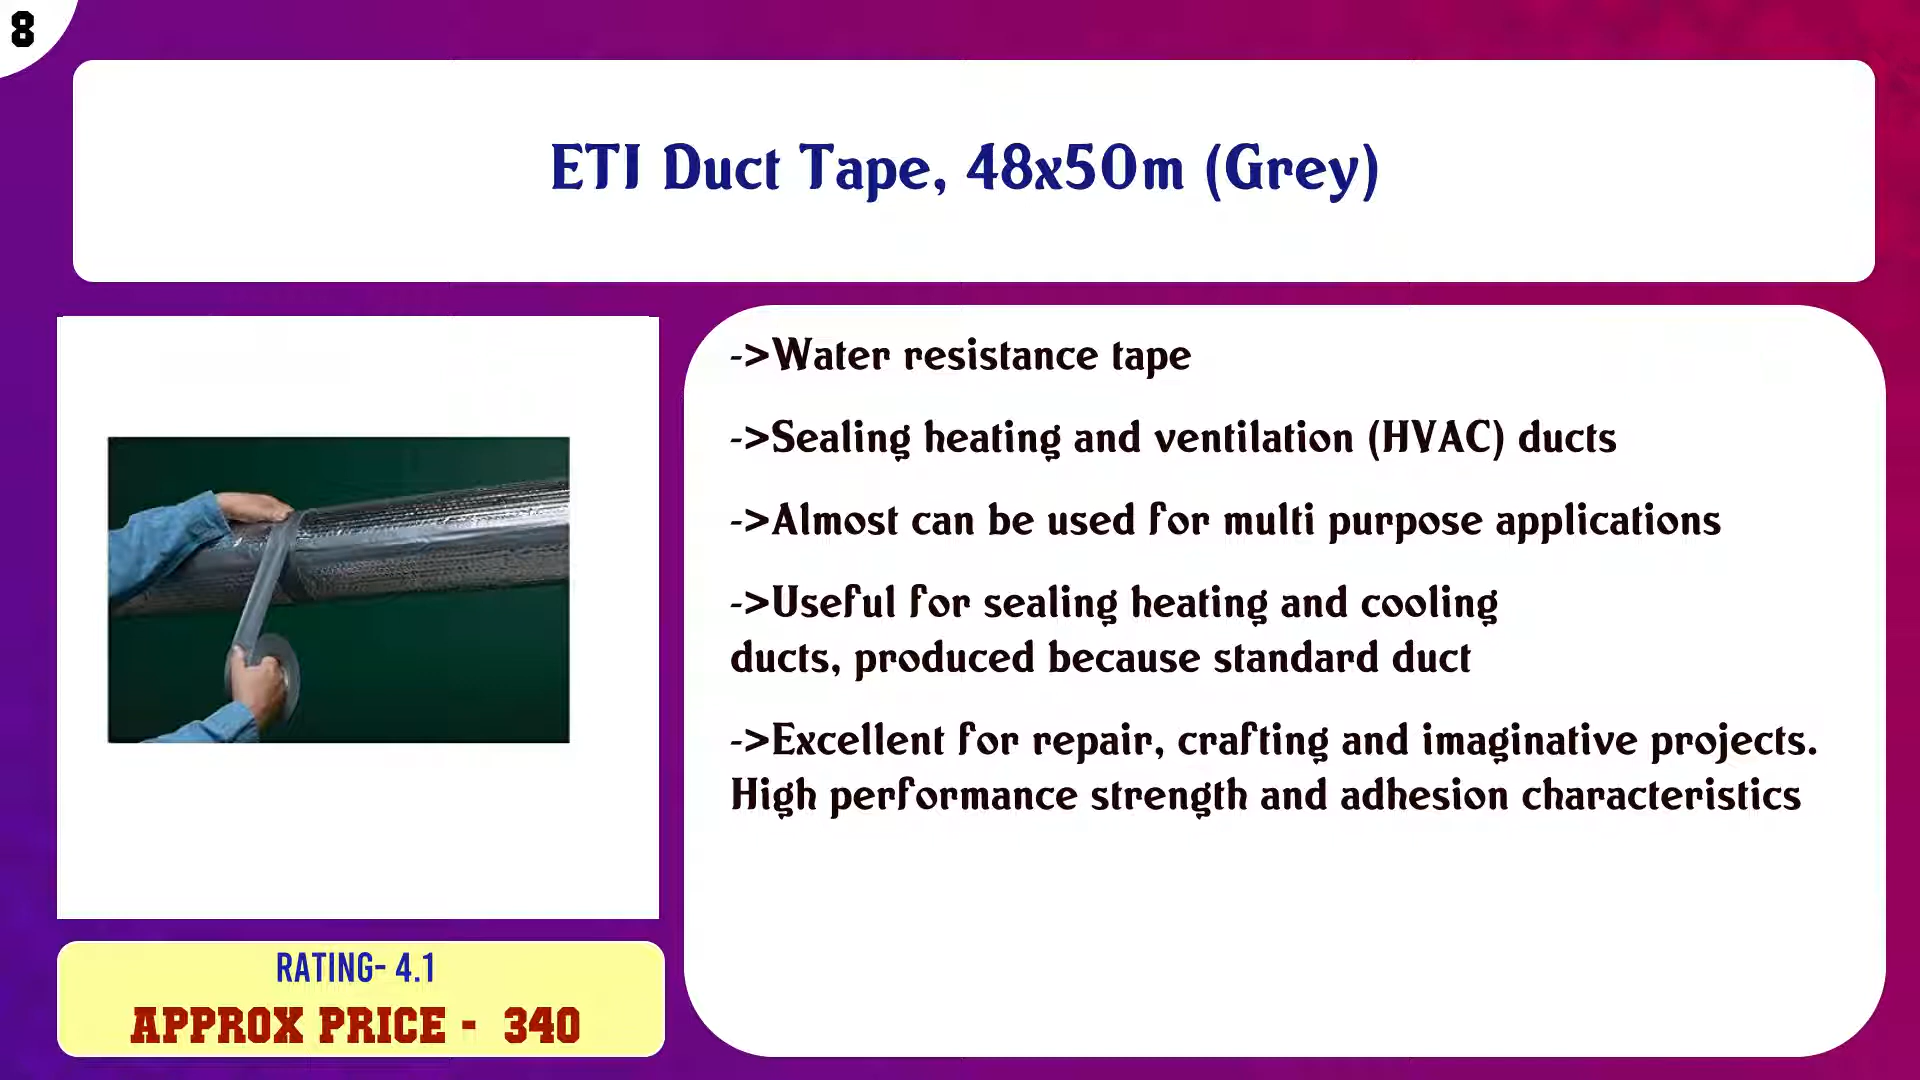 8
ETI Duct Tape, 48x50m (Grey)
->Water resistance tape
->Sealing heating and ventilation (HVAC) ducts
->Almost can be used for multi purpose applications
->Useful for sealing heating and cooling
ducts, produced because standard duct
->Excellent for repair, crafting and imaginative projects.
High performance strength and adhesion characteristics
RATING- 4.1
APPROX PRICE - 340